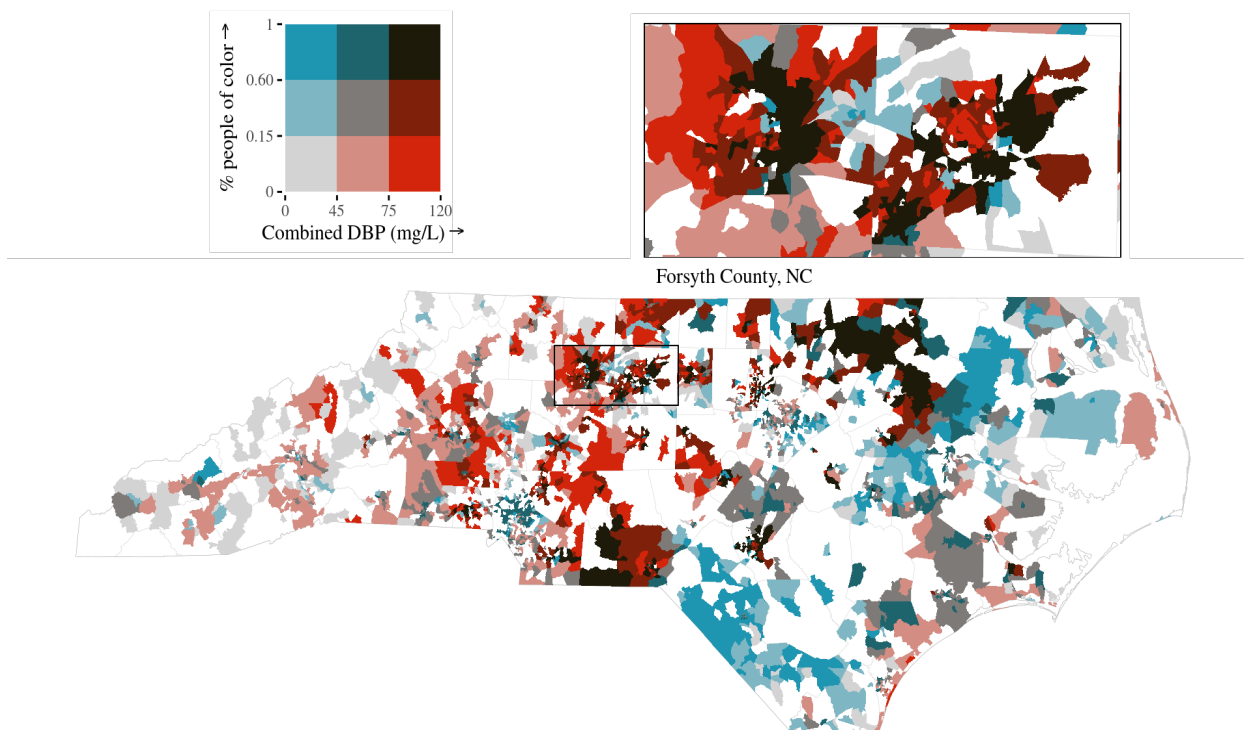 % people of color →
1
0.60
0.15
0
0 45 75 120
Combined DBP (mg/L) →
Forsyth County, NC